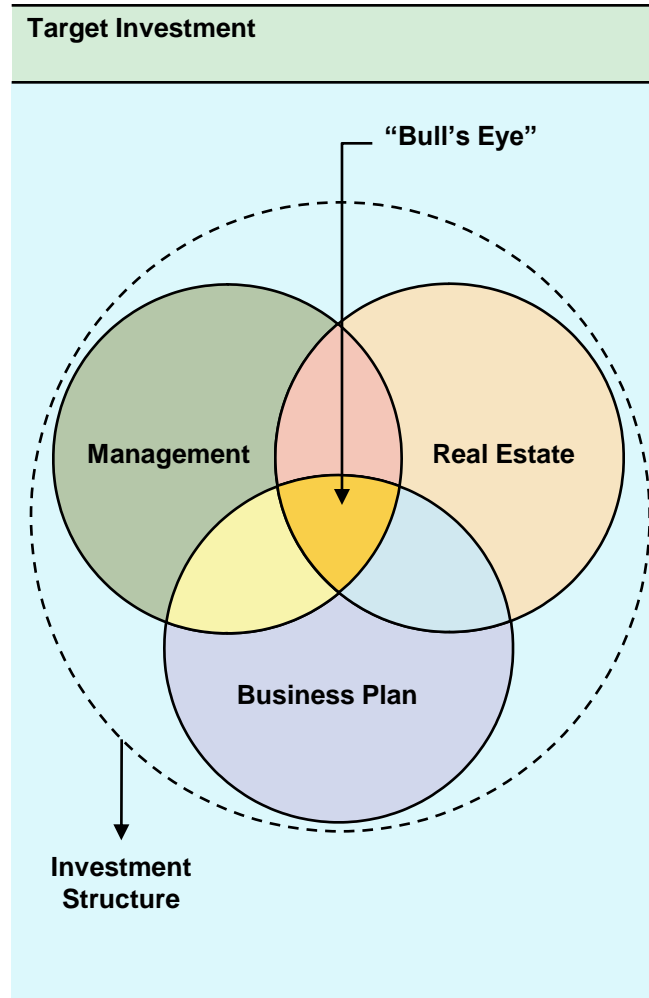 Target Investment
“Bull’s Eye”
Management
Real Estate
Business Plan
Investment
Structure